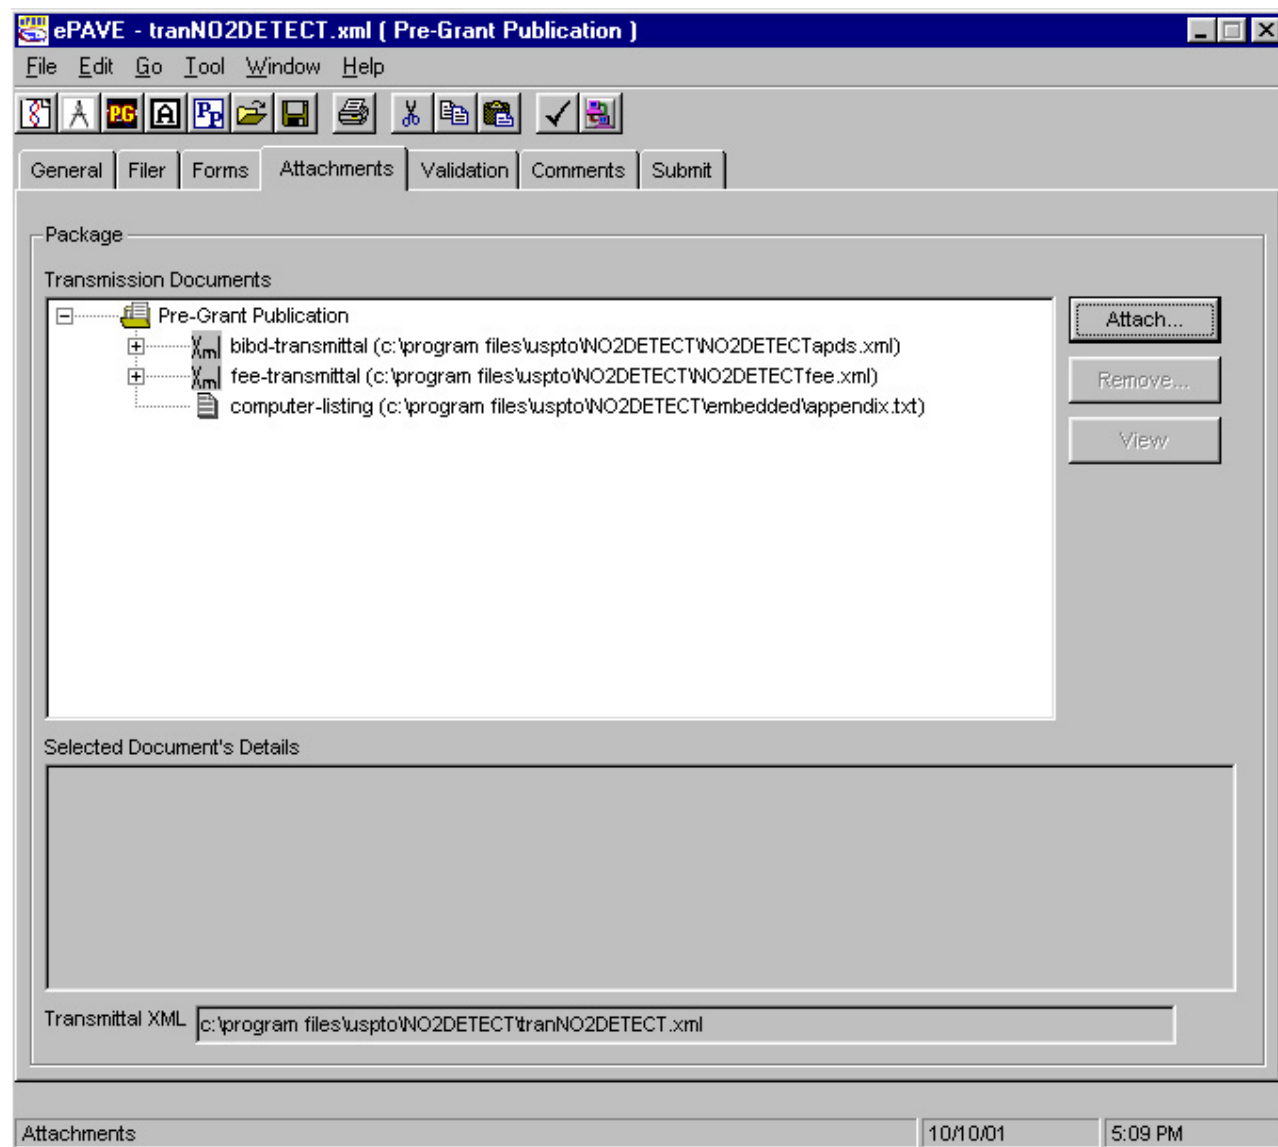 ePAVE - tranNO2DETECT.xml ( Pre-Grant Publication )
File Edit Go Tool Window Help
General Filer Forms Attachments Validation Comments Submit
Package
Transmission Documents
Pre-Grant Publication
bibd-transmittal (c:\program files\uspto\NO2DETECT\NO2DETECTapds.xml)
fee-transmittal (c:\program files\uspto\NO2DETECT\NO2DETECTfee.xml)
computer-listing (c:\program files\uspto\NO2DETECT\embedded\appendix.txt)
Attach...
Remove...
View
Selected Document's Details
Transmittal XML c:\program files\uspto\NO2DETECT\tranNO2DETECT.xml
Attachments 10/10/01 5:09 PM